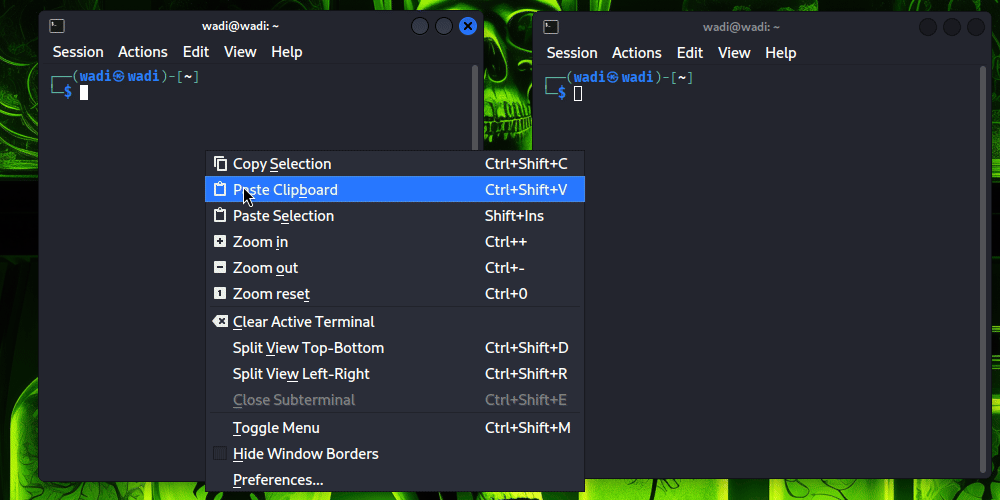 wadi@wadi: ~
Session Actions Edit View Help
┌──(wadi㉿wadi)-[~]
└─$
wadi@wadi: ~
Session Actions Edit View Help
┌──(wadi㉿wadi)-[~]
└─$
Copy Selection Ctrl+Shift+C
Paste Clipboard Ctrl+Shift+V
Paste Selection Shift+Ins
Zoom in Ctrl++
Zoom out Ctrl+-
Zoom reset Ctrl+0
Clear Active Terminal
Split View Top-Bottom Ctrl+Shift+D
Split View Left-Right Ctrl+Shift+R
Close Subterminal Ctrl+Shift+E
Toggle Menu Ctrl+Shift+M
Hide Window Borders
Preferences...